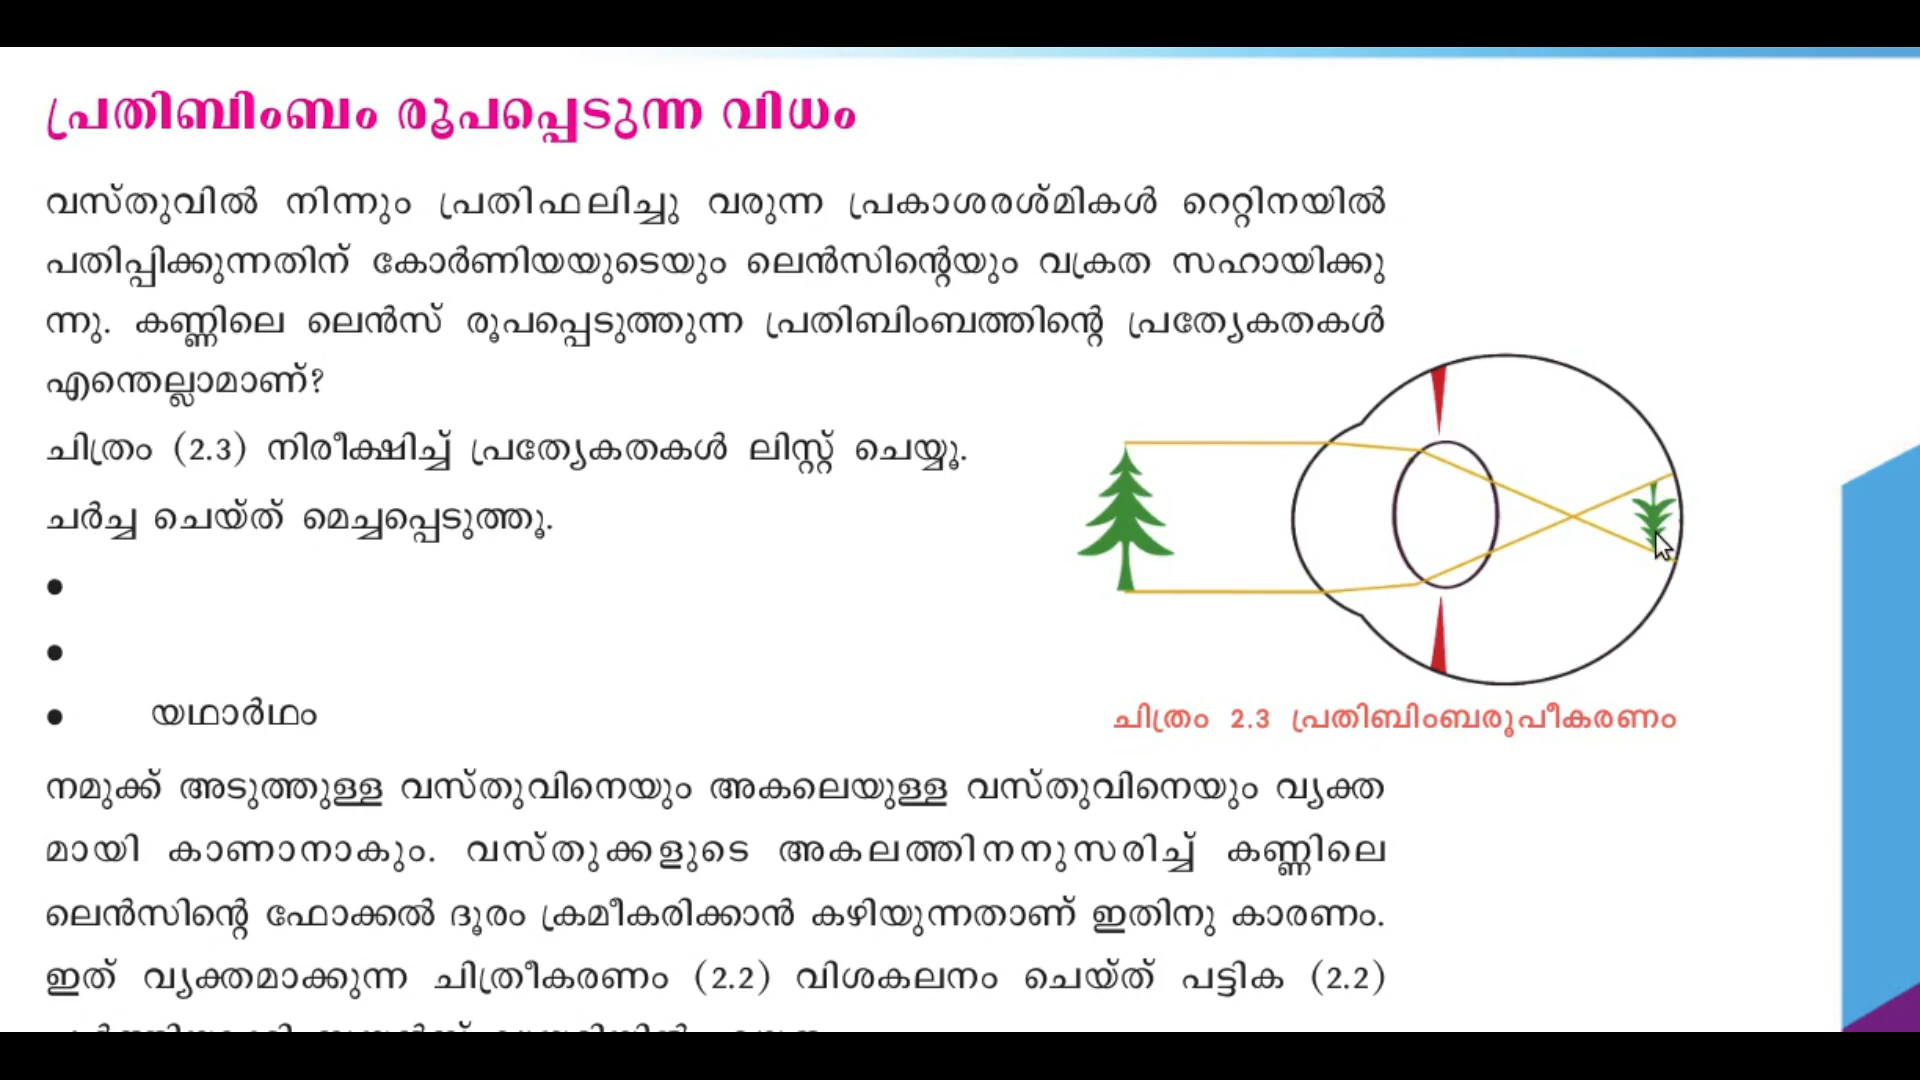 പ്രതിബിംബം രൂപപ്പെടുന്ന വിധം
വസ്തുവിൽ നിന്നും പ്രതിഫലിച്ചു വരുന്ന പ്രകാശരശ്മികൾ റെറ്റിനയിൽ
പതിപ്പിക്കുന്നതിന് കോർണിയയുടെയും ലെൻസിന്റെയും വക്രത സഹായിക്കു
ന്നു. കണ്ണിലെ ലെൻസ് രൂപപ്പെടുത്തുന്ന പ്രതിബിംബത്തിന്റെ പ്രത്യേകതകൾ
എന്തെല്ലാമാണ്?
ചിത്രം (2.3) നിരീക്ഷിച്ച് പ്രത്യേകതകൾ ലിസ്റ്റ് ചെയ്യൂ.
ചർച്ച ചെയ്ത് മെച്ചപ്പെടുത്തൂ.
•
•
• യഥാർഥം
ചിത്രം 2.3 പ്രതിബിംബരൂപീകരണം
നമുക്ക് അടുത്തുള്ള വസ്തുവിനെയും അകലെയുള്ള വസ്തുവിനെയും വ്യക്ത
മായി കാണാനാകും. വസ്തുക്കളുടെ അകലത്തിനനുസരിച്ച് കണ്ണിലെ
ലെൻസിന്റെ ഫോക്കൽ ദൂരം ക്രമീകരിക്കാൻ കഴിയുന്നതാണ് ഇതിനു കാരണം.
ഇത് വ്യക്തമാക്കുന്ന ചിത്രീകരണം (2.2) വിശകലനം ചെയ്ത് പട്ടിക (2.2)